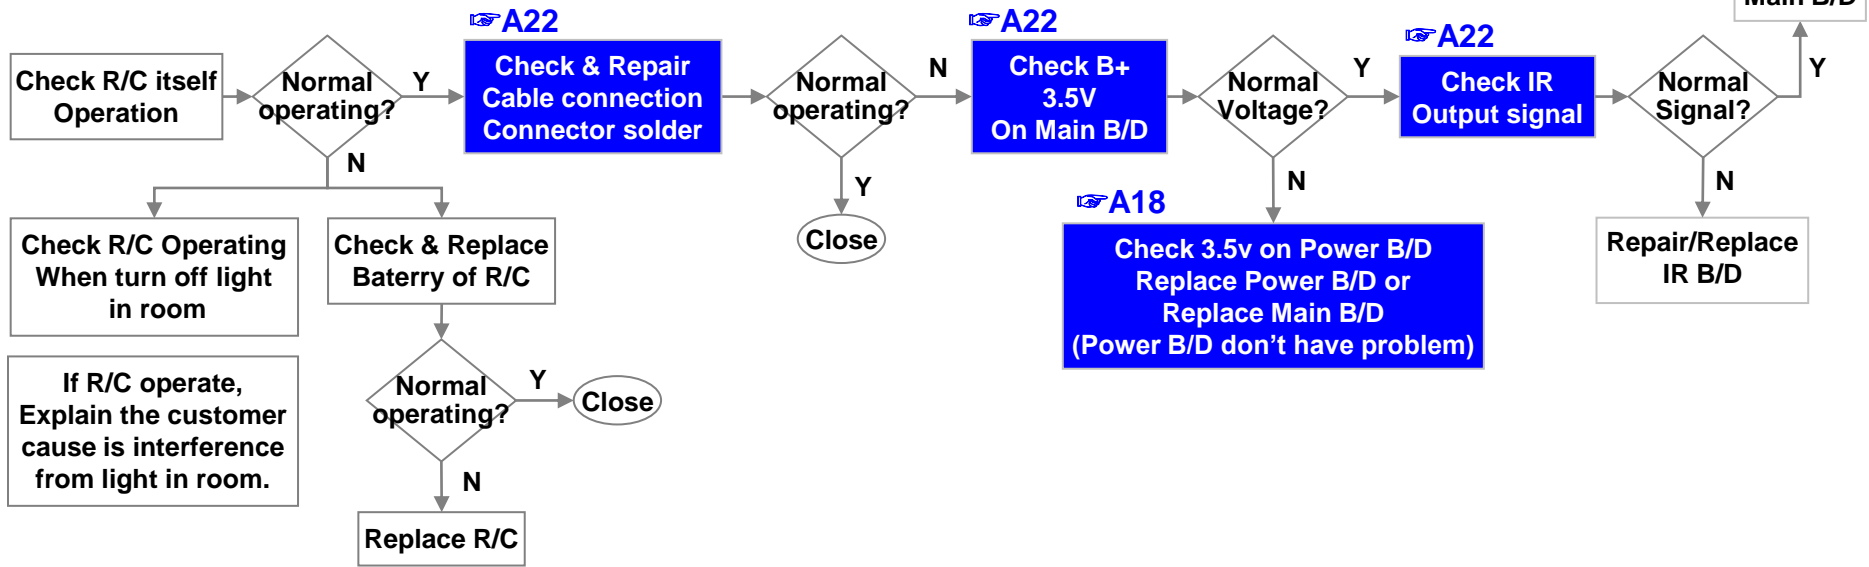 Main B/D
☞A22
☞A22
☞A22
Check R/C itself
Operation
Normal
operating?
Y
N
Check & Repair
Cable connection
Connector solder
Normal
operating?
N
Y
Close
Check B+
3.5V
On Main B/D
Normal
Voltage?
Y
N
Check IR
Output signal
Normal
Signal?
Y
N
☞A18
Check 3.5v on Power B/D
Replace Power B/D or
Replace Main B/D
(Power B/D don’t have problem)
Repair/Replace
IR B/D
Check R/C Operating
When turn off light
in room
Check & Replace
Baterry of R/C
If R/C operate,
Explain the customer
cause is interference
from light in room.
Normal
operating?
Y
Close
N
Replace R/C